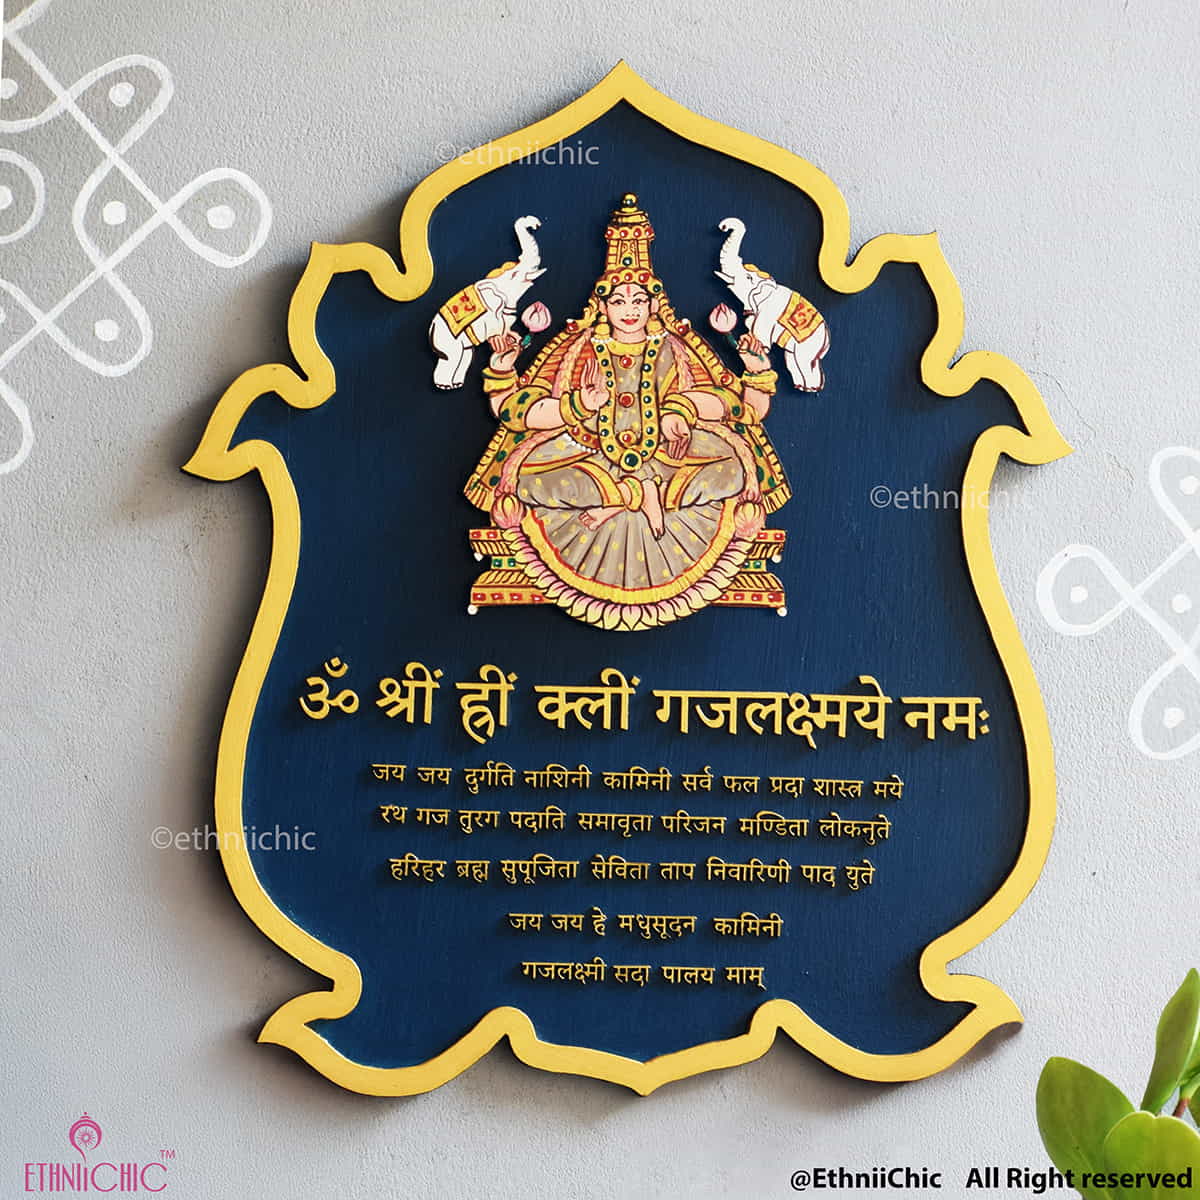 ©ethniichic
©ethniichic
ॐ श्रीं ह्रीं क्लीं गजलक्ष्मये नमः
जय जय दुर्गति नाशिनी कामिनी सर्व फल प्रदा शास्त्र मये
रथ गज तुरग पदाति समावृता परिजन मण्डिता लोकनुते
©ethniichic
हरिहर ब्रह्म सुपूजिता सेविता ताप निवारिणी पाद युते
जय जय हे मधुसूदन कामिनी
गजलक्ष्मी सदा पालय माम्
ETHNIICHIC™
@EthniiChic All Right reserved